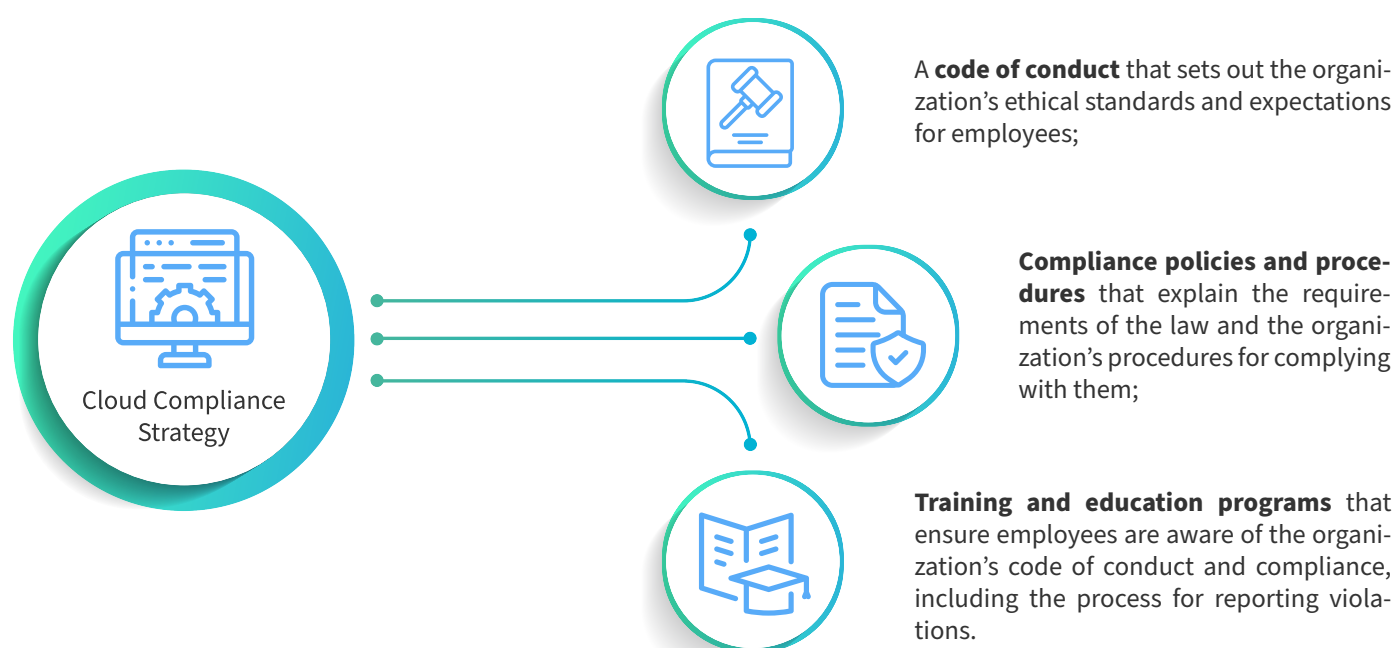 Cloud Compliance
Strategy
A code of conduct that sets out the organi-
zation’s ethical standards and expectations
for employees;
Compliance policies and proce-
dures that explain the require-
ments of the law and the organi-
zation’s procedures for complying
with them;
Training and education programs that
ensure employees are aware of the organi-
zation’s code of conduct and compliance,
including the process for reporting viola-
tions.